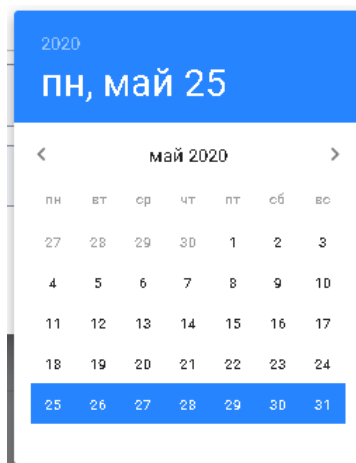 2020
пн, май 25
май 2020
пн вт ср чт пт сб вс
27 28 29 30 1 2 3
4 5 6 7 8 9 10
11 12 13 14 15 16 17
18 19 20 21 22 23 24
25 26 27 28 29 30 31